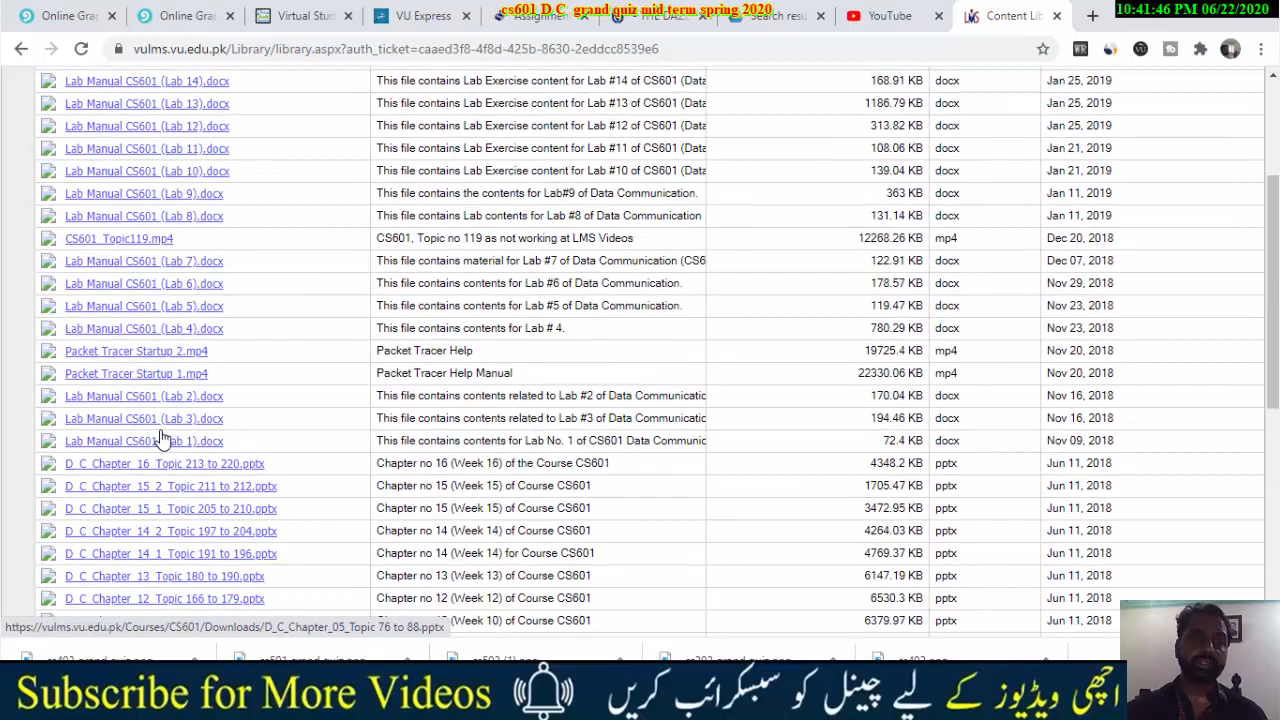 Online Gra
Online Gra
Virtual Stu
VU Express
Assignmen
THE DAZZ
Search resu
YouTube
Content Lib
cs601 D C grand quiz mid term spring 2020
10:41:46 PM 06/22/2020
vulms.vu.edu.pk/Library/library.aspx?auth_ticket=caaed3f8-4f8d-425b-8630-2eddcc8539e6
Lab Manual CS601 (Lab 14).docx This file contains Lab Exercise content for Lab #14 of CS601 (Data 168.91 KB docx Jan 25, 2019
Lab Manual CS601 (Lab 13).docx This file contains Lab Exercise content for Lab #13 of CS601 (Data 1186.79 KB docx Jan 25, 2019
Lab Manual CS601 (Lab 12).docx This file contains Lab Exercise content for Lab #12 of CS601 (Data 313.82 KB docx Jan 25, 2019
Lab Manual CS601 (Lab 11).docx This file contains Lab Exercise content for Lab #11 of CS601 (Data 108.06 KB docx Jan 21, 2019
Lab Manual CS601 (Lab 10).docx This file contains Lab Exercise content for Lab #10 of CS601 (Data 139.04 KB docx Jan 21, 2019
Lab Manual CS601 (Lab 9).docx This file contains the contents for Lab#9 of Data Communication. 363 KB docx Jan 11, 2019
Lab Manual CS601 (Lab 8).docx This file contains Lab contents for Lab #8 of Data Communication 131.14 KB docx Jan 11, 2019
CS601_Topic119.mp4 CS601, Topic no 119 as not working at LMS Videos 12268.26 KB mp4 Dec 20, 2018
Lab Manual CS601 (Lab 7).docx This file contains material for Lab #7 of Data Communication (CS6 122.91 KB docx Dec 07, 2018
Lab Manual CS601 (Lab 6).docx This file contains contents for Lab #6 of Data Communication. 178.57 KB docx Nov 29, 2018
Lab Manual CS601 (Lab 5).docx This file contains contents for Lab #5 of Data Communication. 119.47 KB docx Nov 23, 2018
Lab Manual CS601 (Lab 4).docx This file contains contents for Lab # 4. 780.29 KB docx Nov 23, 2018
Packet Tracer Startup 2.mp4 Packet Tracer Help 19725.4 KB mp4 Nov 20, 2018
Packet Tracer Startup 1.mp4 Packet Tracer Help Manual 22330.06 KB mp4 Nov 20, 2018
Lab Manual CS601 (Lab 2).docx This file contains contents related to Lab #2 of Data Communicatio 170.04 KB docx Nov 16, 2018
Lab Manual CS601 (Lab 3).docx This file contains contents related to Lab #3 of Data Communicatic 194.46 KB docx Nov 16, 2018
Lab Manual CS601 (Lab 1).docx This file contains contents for Lab No. 1 of CS601 Data Communic 72.4 KB docx Nov 09, 2018
D_C_Chapter_16_Topic 213 to 220.pptx Chapter no 16 (Week 16) of the Course CS601 4348.2 KB pptx Jun 11, 2018
D_C_Chapter_15_2_Topic 211 to 212.pptx Chapter no 15 (Week 15) of Course CS601 1705.47 KB pptx Jun 11, 2018
D_C_Chapter_15_1_Topic 205 to 210.pptx Chapter no 15 (Week 15) of Course CS601 3472.95 KB pptx Jun 11, 2018
D_C_Chapter_14_2_Topic 197 to 204.pptx Chapter no 14 (Week 14) of Course CS601 4264.03 KB pptx Jun 11, 2018
D_C_Chapter_14_1_Topic 191 to 196.pptx Chapter no 14 (Week 14) for Course CS601 4769.37 KB pptx Jun 11, 2018
D_C_Chapter_13_Topic 180 to 190.pptx Chapter no 13 (Week 13) of Course CS601 6147.19 KB pptx Jun 11, 2018
D_C_Chapter_12_Topic 166 to 179.pptx Chapter no 12 (Week 12) of Course CS601 6530.3 KB pptx Jun 11, 2018
(Week 10) of Course CS601 6379.97 KB pptx Jun 11, 2018
https://vulms.vu.edu.pk/Courses/CS601/Downloads/D_C_Chapter_05_Topic 76 to 88.pptx
Subscribe for More Videos
اچھی ویڈیوز کے لیے چینل کو سبسکرائب کریں